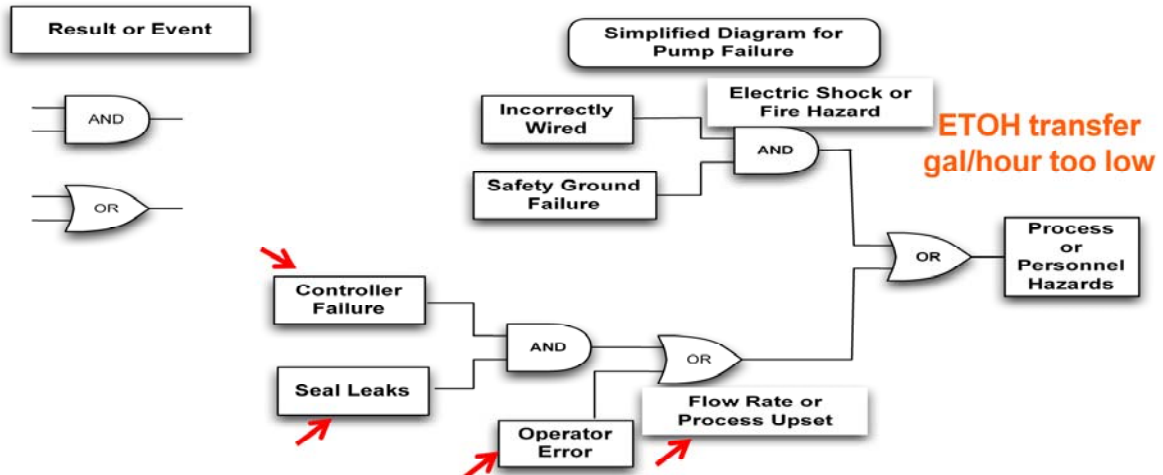 Result or Event
Simplified Diagram for
Pump Failure
AND
OR
Incorrectly
Wired
Electric Shock or
Fire Hazard
ETOH transfer
gal/hour too low
AND
Safety Ground
Failure
OR
Process
or
Personnel
Hazards
Controller
Failure
AND
OR
Seal Leaks
Flow Rate or
Process Upset
Operator
Error